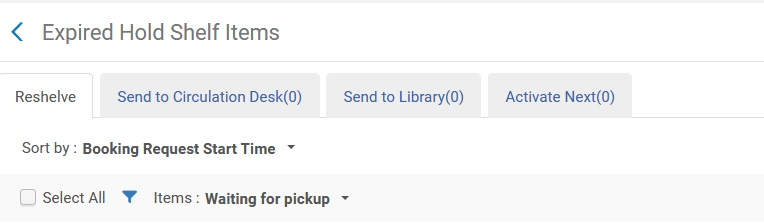 Expired Hold Shelf Items
Reshelve Send to Circulation Desk(0) Send to Library(0) Activate Next(0)
Sort by : Booking Request Start Time
Select All Items : Waiting for pickup